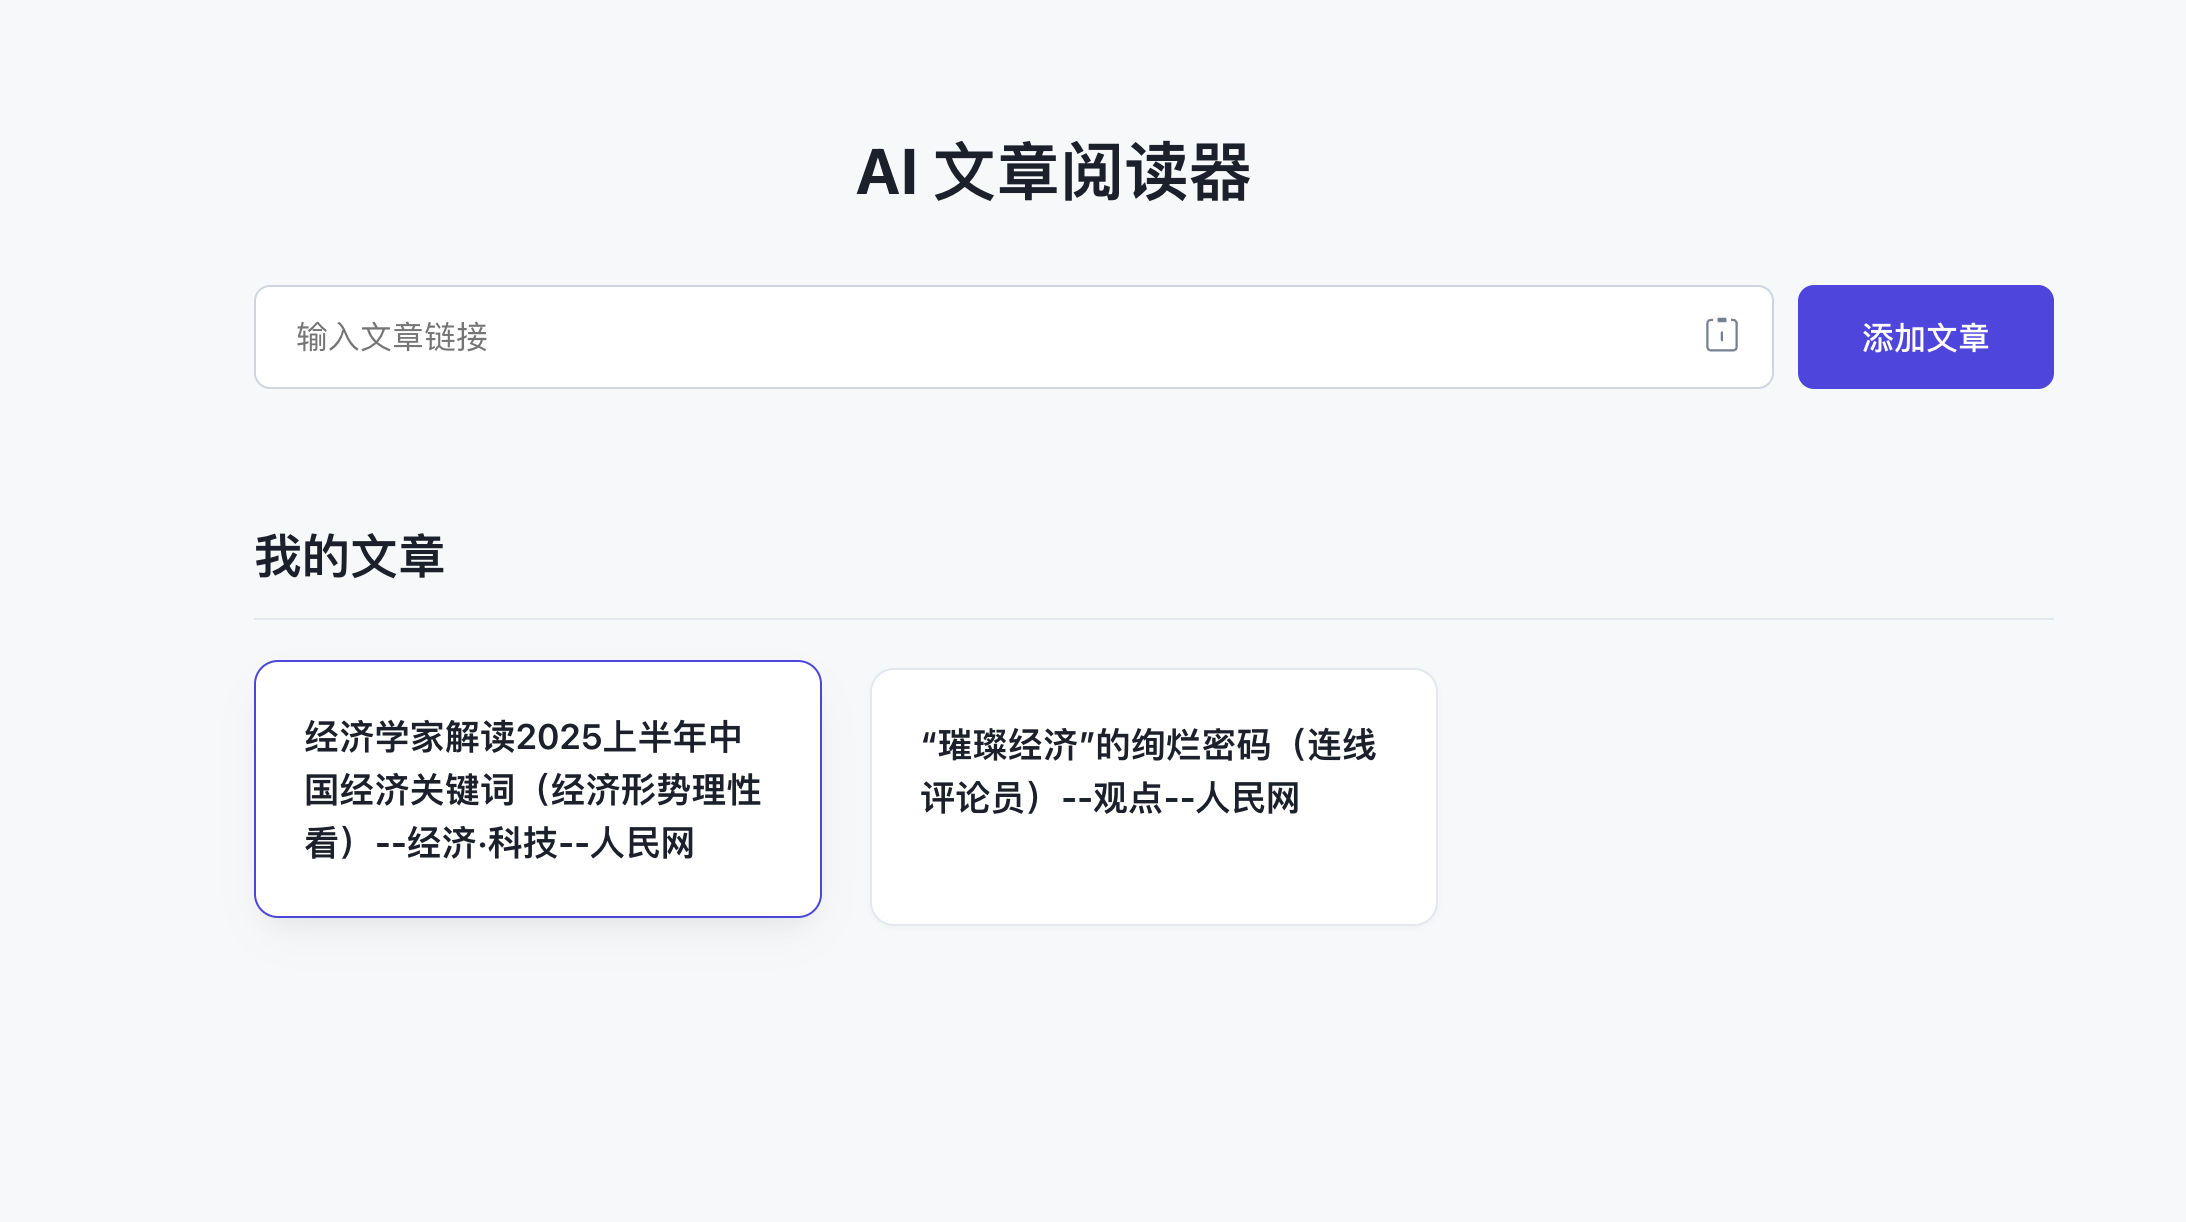 AI 文章阅读器
输入文章链接
添加文章
我的文章
经济学家解读2025上半年中
国经济关键词（经济形势理性
看）--经济·科技--人民网
“璀璨经济”的绚烂密码（连线
评论员）--观点--人民网